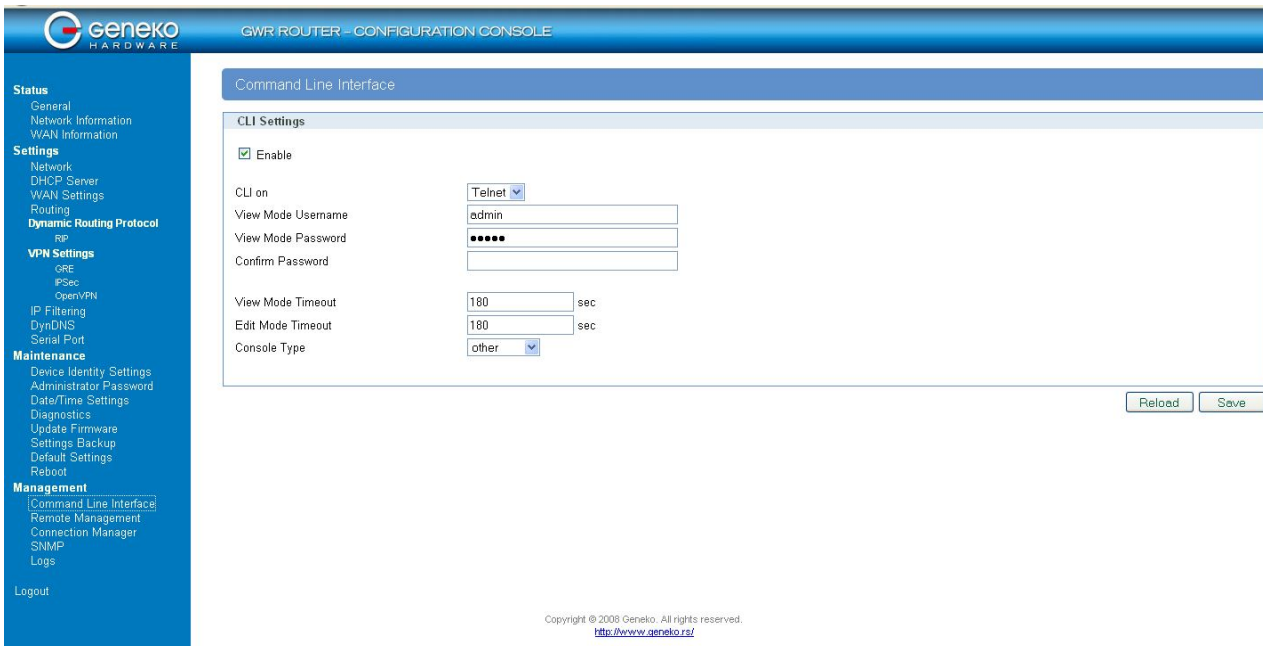 Geneko
HARDWARE
GWR ROUTER - CONFIGURATION CONSOLE
Status
General
Network Information
WAN Information
Settings
Network
DHCP Server
WAN Settings
Routing
Dynamic Routing Protocol
RIP
VPN Settings
GRE
IPSec
OpenVPN
IP Filtering
DynDNS
Serial Port
Maintenance
Device Identity Settings
Administrator Password
Date/Time Settings
Diagnostics
Update Firmware
Settings Backup
Default Settings
Reboot
Management
Command Line Interface
Remote Management
Connection Manager
SNMP
Logs
Logout
Command Line Interface
CLI Settings
Enable
CLI on Telnet
View Mode Username admin
View Mode Password •••••
Confirm Password
View Mode Timeout 180 sec
Edit Mode Timeout 180 sec
Console Type other
Reload Save
Copyright © 2008 Geneko. All rights reserved.
http://www.geneko.rs/